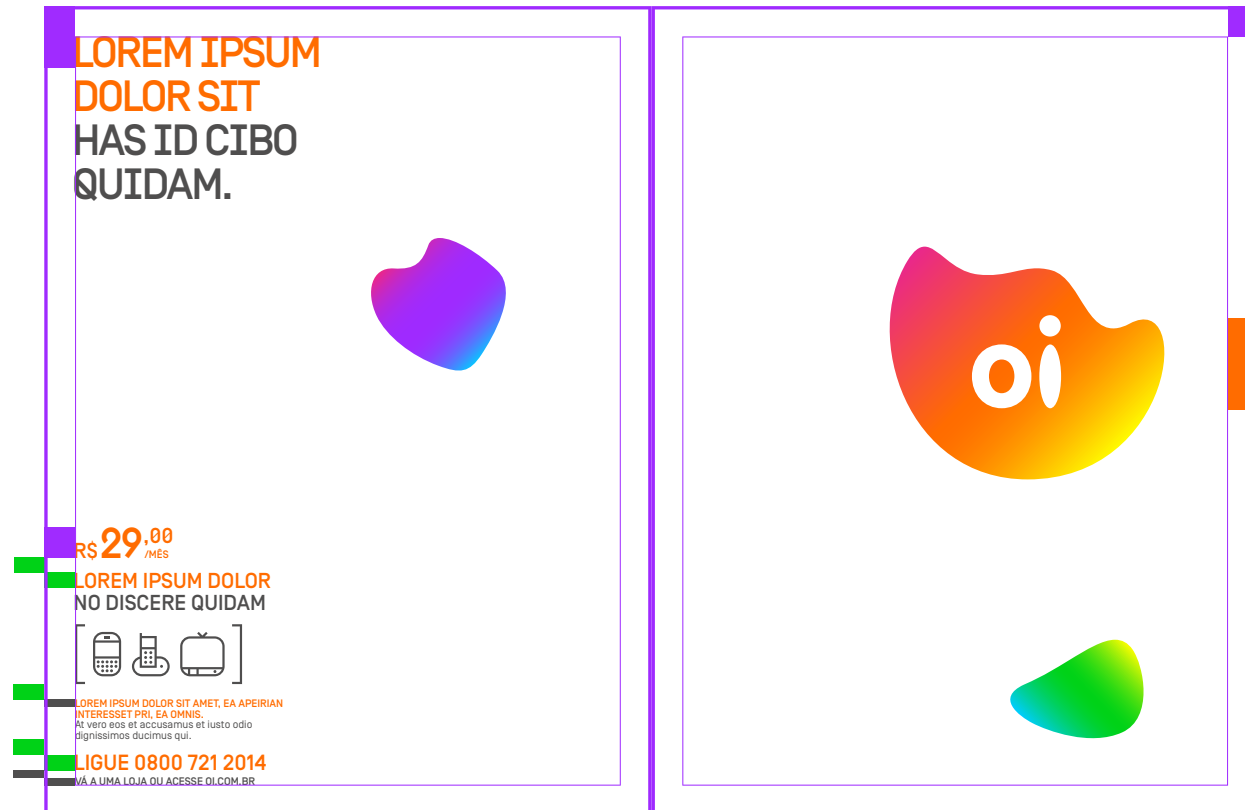 LOREM IPSUM
DOLOR SIT
HAS ID CIBO
QUIDAM.
oi
R$ 29,00
/MÊS
LOREM IPSUM DOLOR
NO DISCERE QUIDAM
LOREM IPSUM DOLOR SIT AMET, EA APEIRIAN
INTERESSET PRI, EA OMNIS.
At vero eos et accusamus et iusto odio
dignissimos ducimus qui.
LIGUE 0800 721 2014
VÁ A UMA LOJA OU ACESSE OI.COM.BR